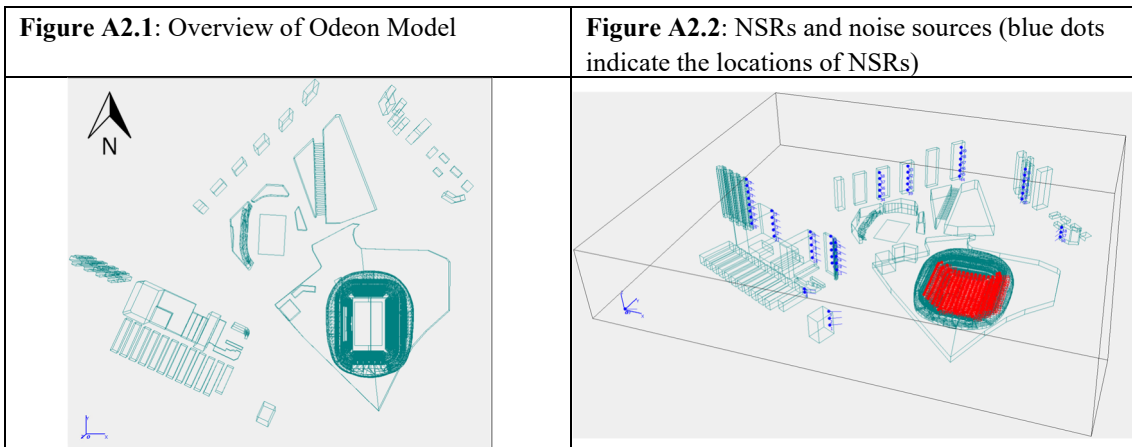 Figure A2.1: Overview of Odeon Model
Figure A2.2: NSRs and noise sources (blue dots
indicate the locations of NSRs)
N